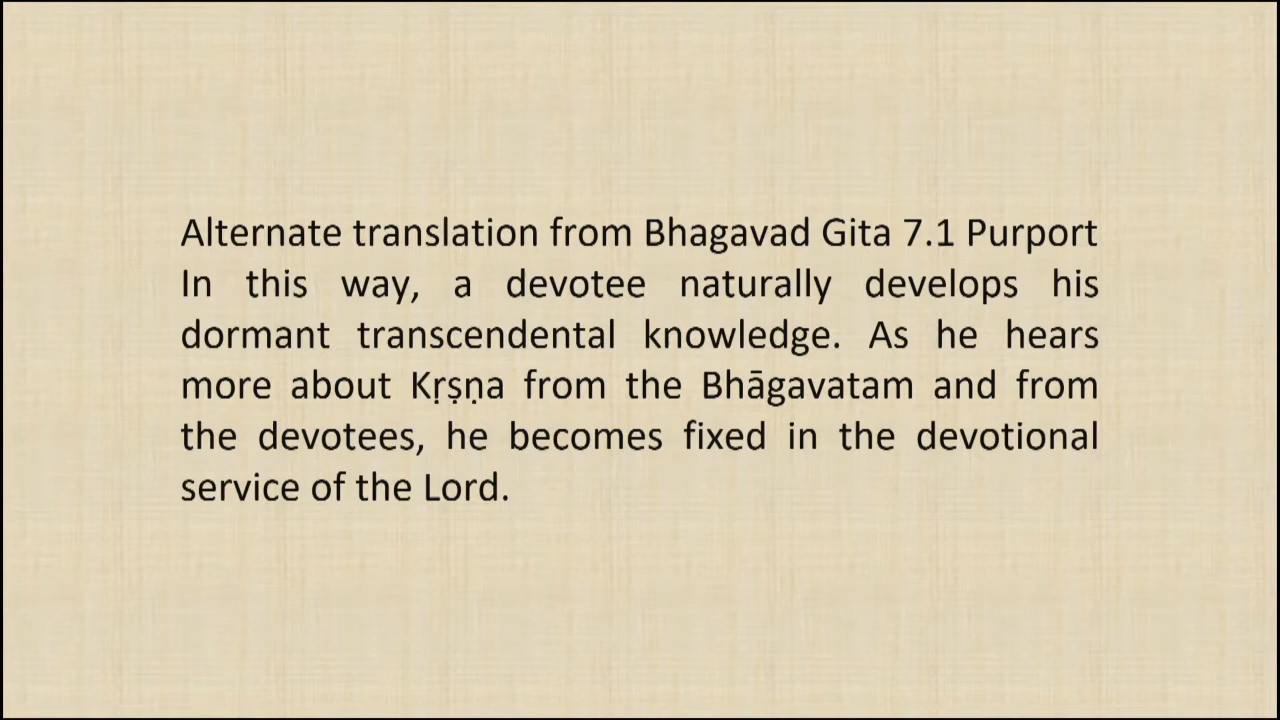 Alternate translation from Bhagavad Gita 7.1 Purport
In this way, a devotee naturally develops his
dormant transcendental knowledge. As he hears
more about Kṛṣṇa from the Bhāgavatam and from
the devotees, he becomes fixed in the devotional
service of the Lord.